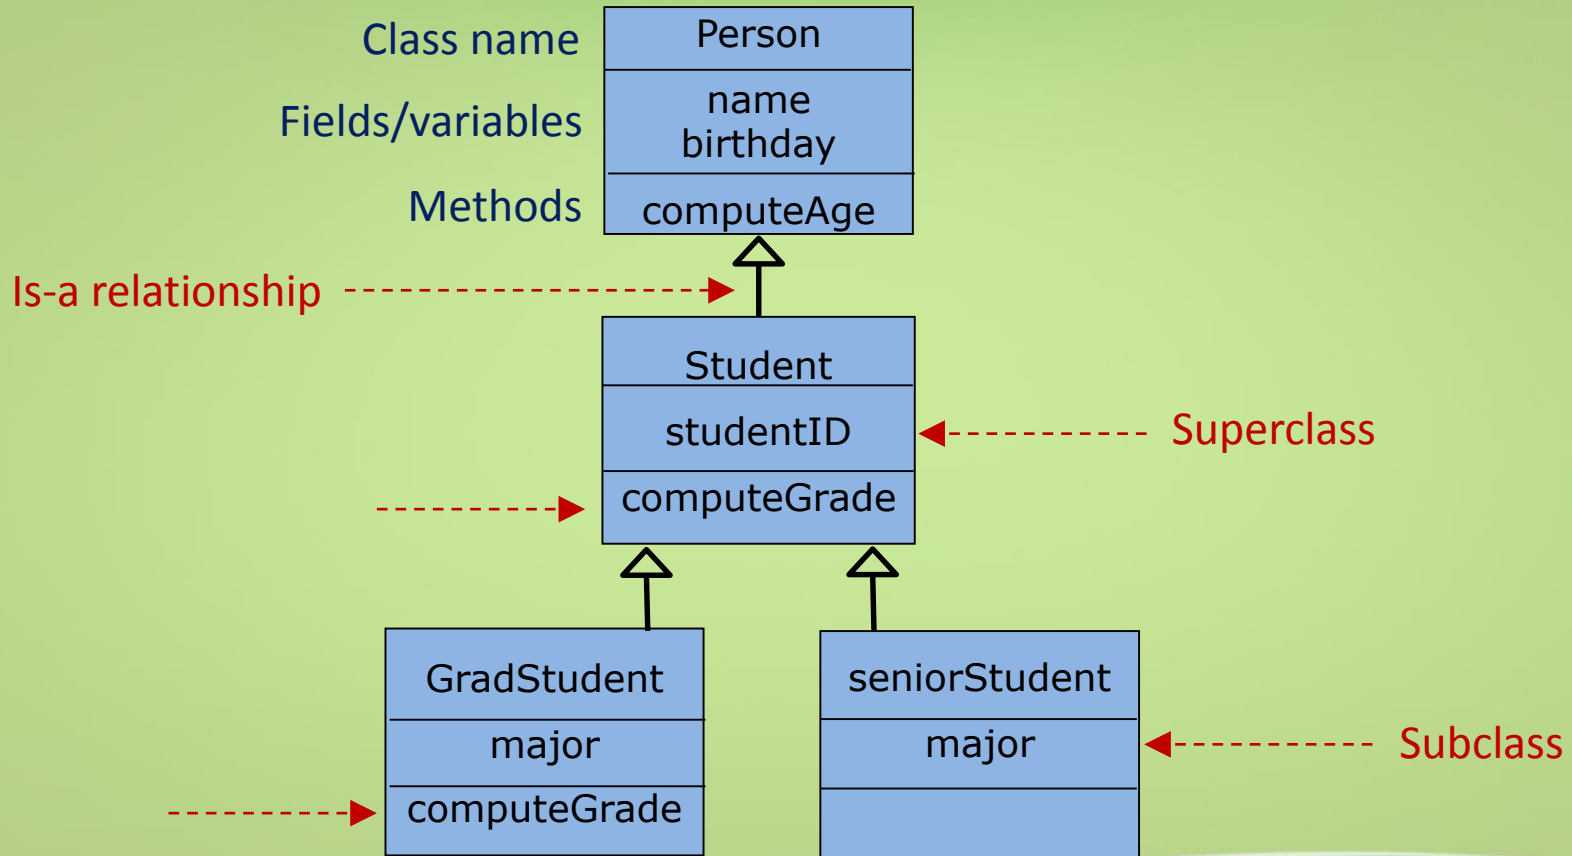 Class name
Person
Fields/variables
name
birthday
Methods
computeAge
Is-a relationship
Student
studentID
Superclass
computeGrade
GradStudent
seniorStudent
major
major
Subclass
computeGrade